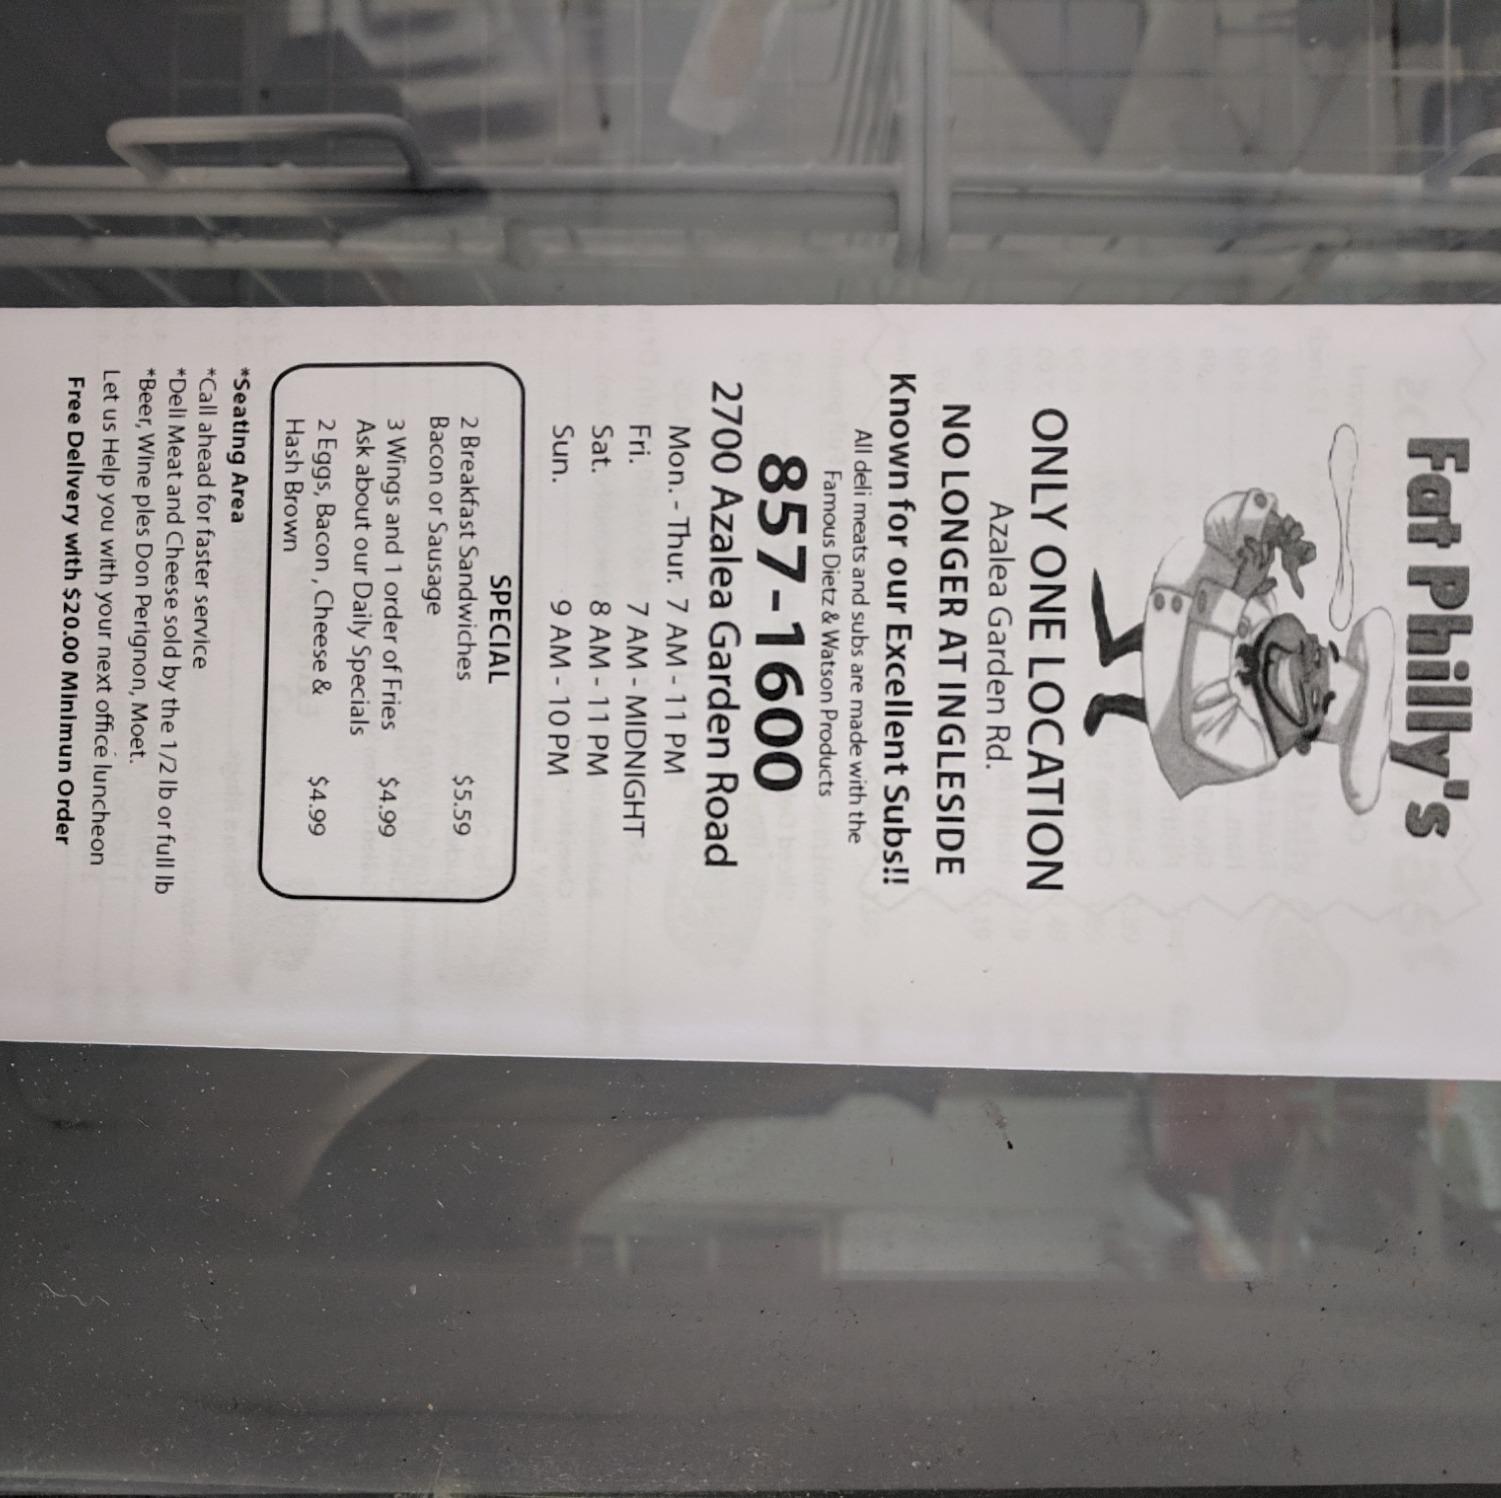 Fat Philly's
ONLY ONE LOCATION
Azalea Garden Rd.
NO LONGER AT INGLESIDE
Known for our Excellent Subs!!
All deli meats and subs are made with the
Famous Dietz & Watson Products
857-1600
2700 Azalea Garden Road
Mon. - Thur. 7 AM - 11 PM
Fri. 7 AM - MIDNIGHT
Sat. 8 AM - 11 PM
Sun. 9 AM - 10 PM
SPECIAL
2 Breakfast Sandwiches $5.59
Bacon or Sausage
3 Wings and 1 order of Fries $4.99
Ask about our Daily Specials
2 Eggs, Bacon , Cheese & $4.99
Hash Brown
*Seating Area
*Call ahead for faster service
*Deli Meat and Cheese sold by the 1/2 lb or full lb
*Beer, Wine ples Don Perignon, Moet.
Let us Help you with your next office luncheon
Free Delivery with $20.00 Minimun Order